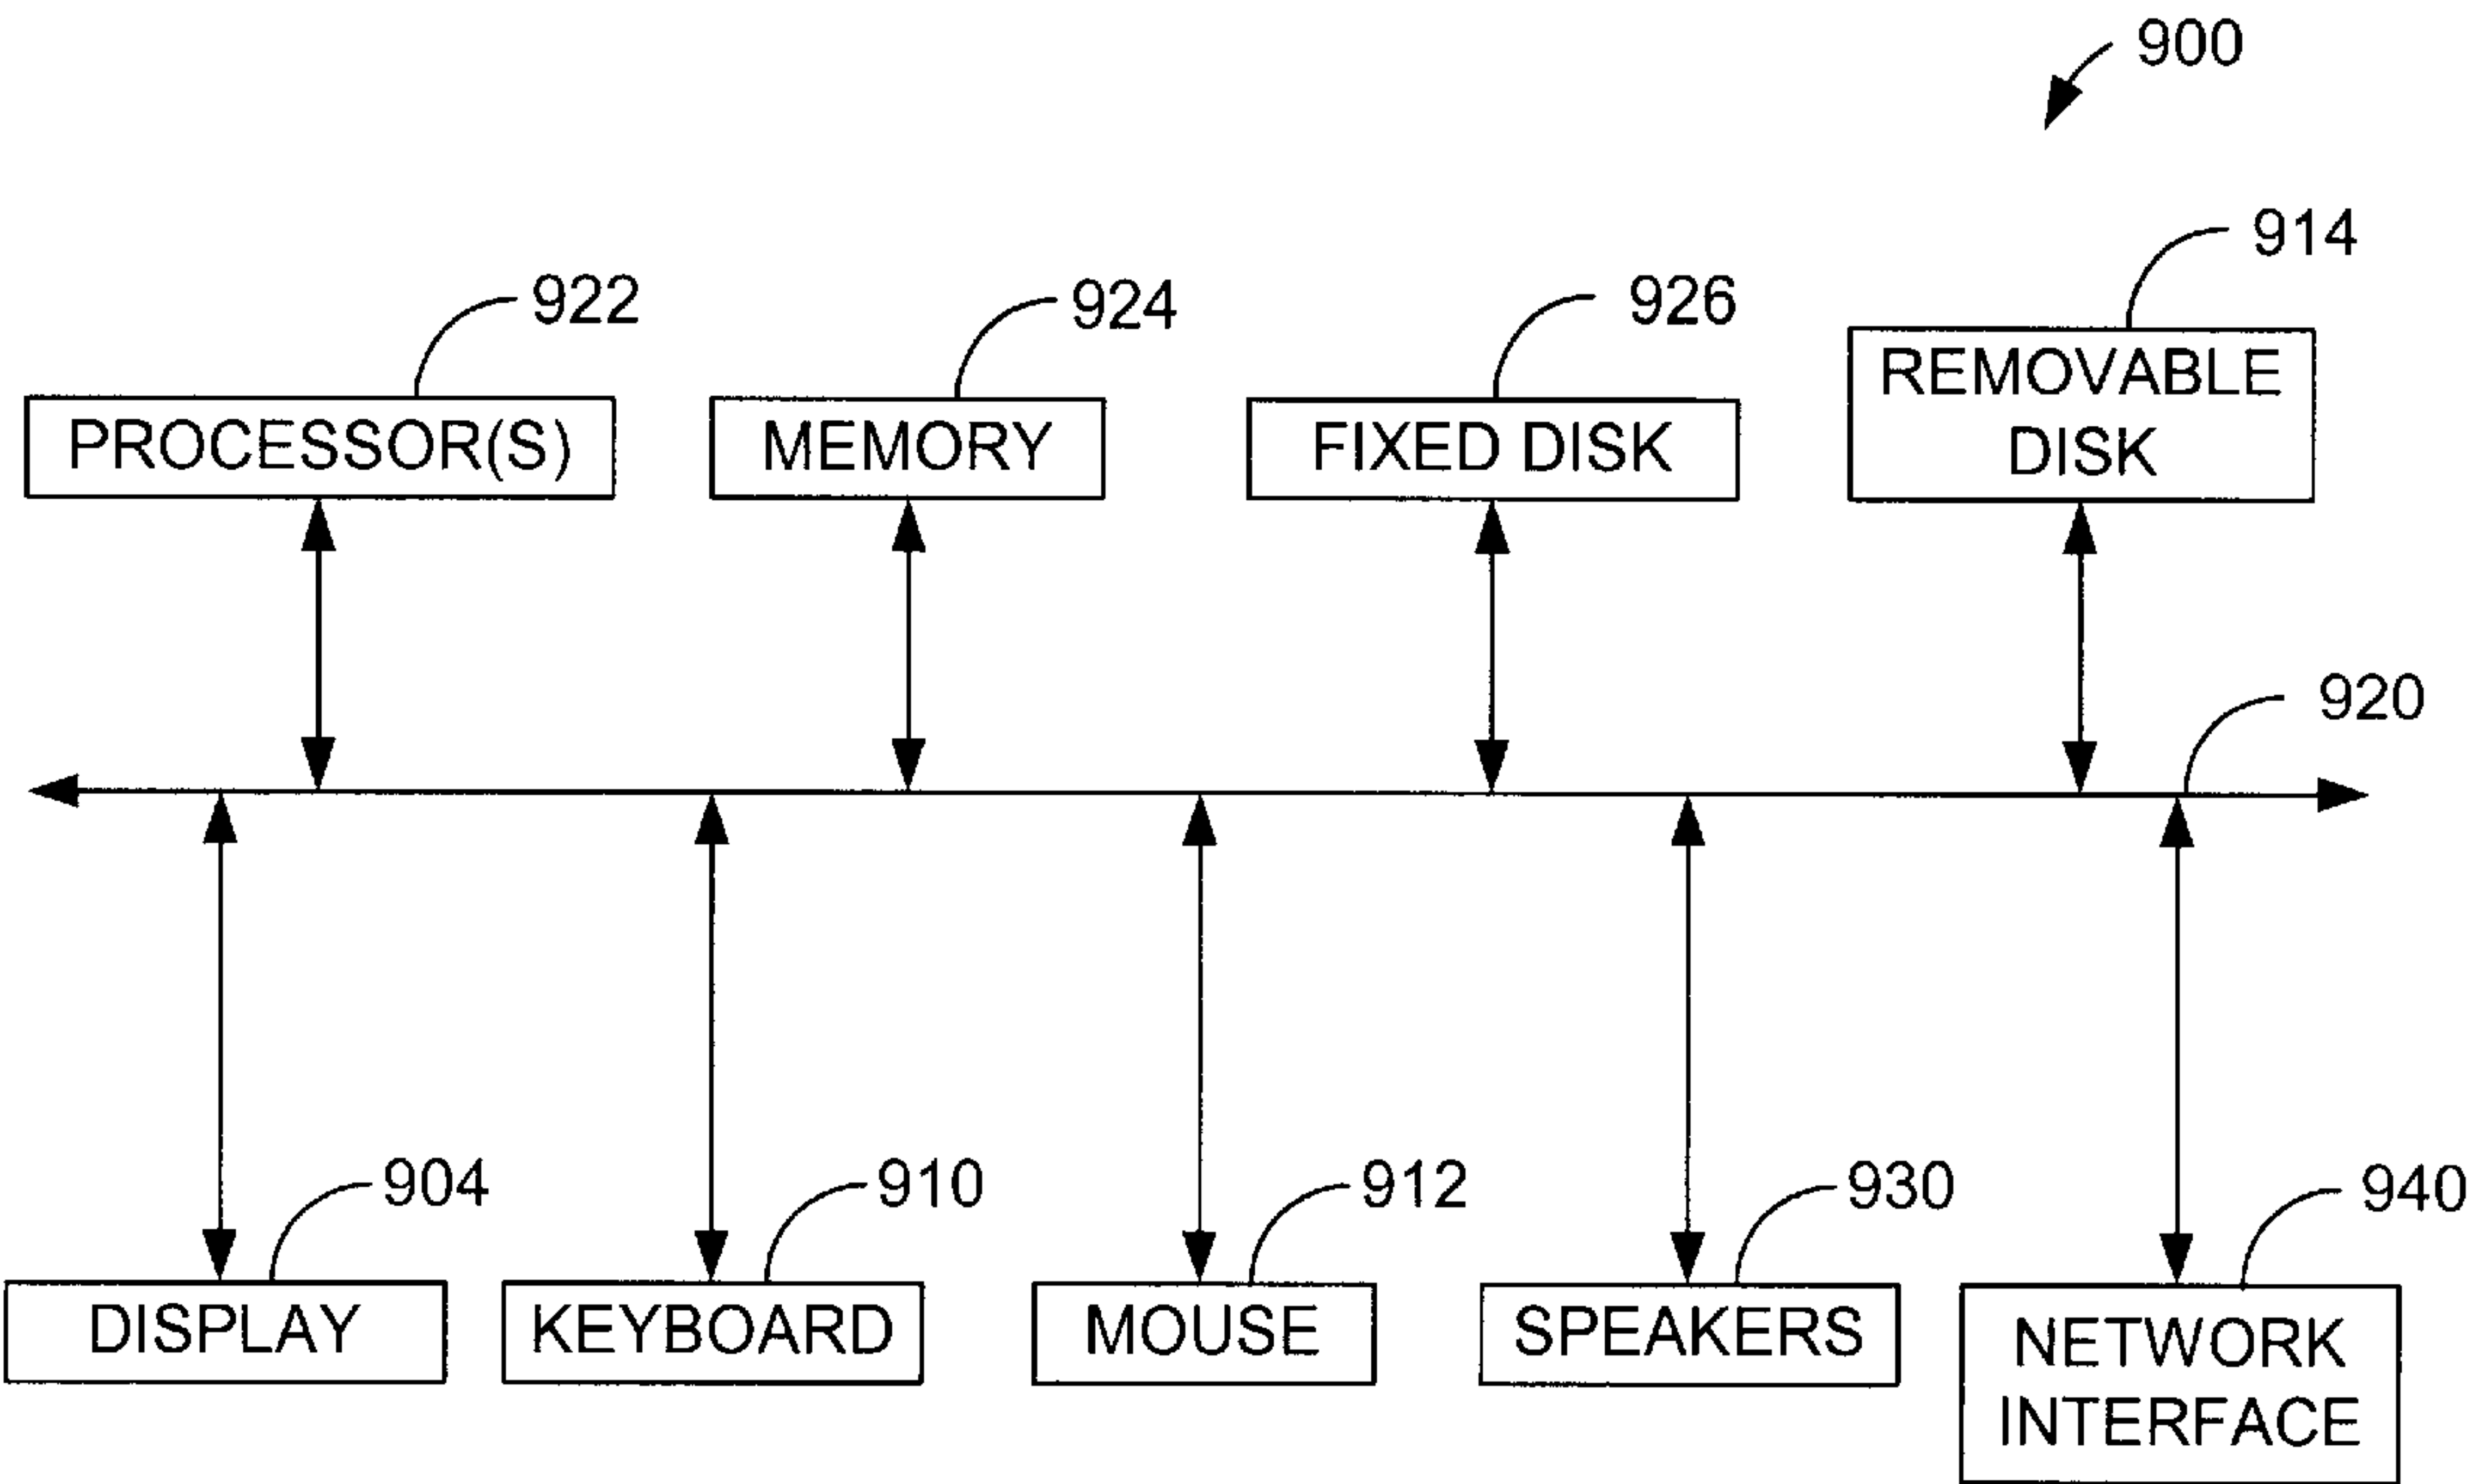 900
914
922
924
926
REMOVABLE
DISK
PROCESSOR(S)
MEMORY
FIXED DISK
920
904
910
912
930
940
DISPLAY
KEYBOARD
MOUSE
SPEAKERS
NETWORK
INTERFACE